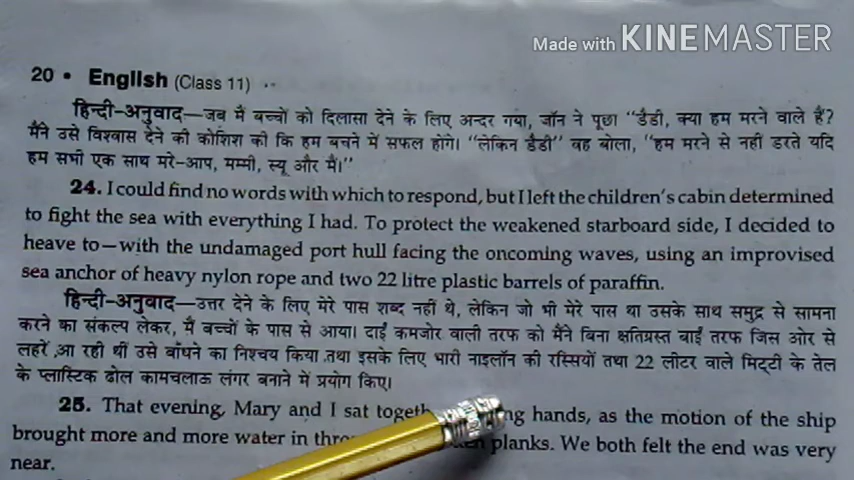 Made with KINEMASTER
20 • English (Class 11)
हिन्दी-अनुवाद—जब मैं बच्चों को दिलासा देने के लिए अन्दर गया, जॉन ने पूछा "डैडी, क्या हम मरने वाले हैं?
मैंने उसे विश्वास देने की कोशिश की कि हम बचने में सफल होंगे। "लेकिन डैडी" वह बोला, "हम मरने से नहीं डरते यदि
हम सभी एक साथ मरे-आप, मम्मी, स्यू और मैं।"
24. I could find no words with which to respond, but I left the children's cabin determined
to fight the sea with everything I had. To protect the weakened starboard side, I decided to
heave to—with the undamaged port hull facing the oncoming waves, using an improvised
sea anchor of heavy nylon rope and two 22 litre plastic barrels of paraffin.
हिन्दी-अनुवाद—उत्तर देने के लिए मेरे पास शब्द नहीं थे, लेकिन जो भी मेरे पास था उसके साथ समुद्र से सामना
करने का संकल्प लेकर, मैं बच्चों के पास से आया। दाईं कमजोर वाली तरफ को मैंने बिना क्षतिग्रस्त बाईं तरफ जिस ओर से
लहरें आ रही थीं उसे बाँधने का निश्चय किया तथा इसके लिए भारी नाइलॉन की रस्सियों तथा 22 लीटर वाले मिट्टी के तेल
के प्लास्टिक ढोल कामचलाऊ लंगर बनाने में प्रयोग किए।
25. That evening, Mary and I sat hands, as the motion of the ship
brought more and more water in planks. We both felt the end was very
near.